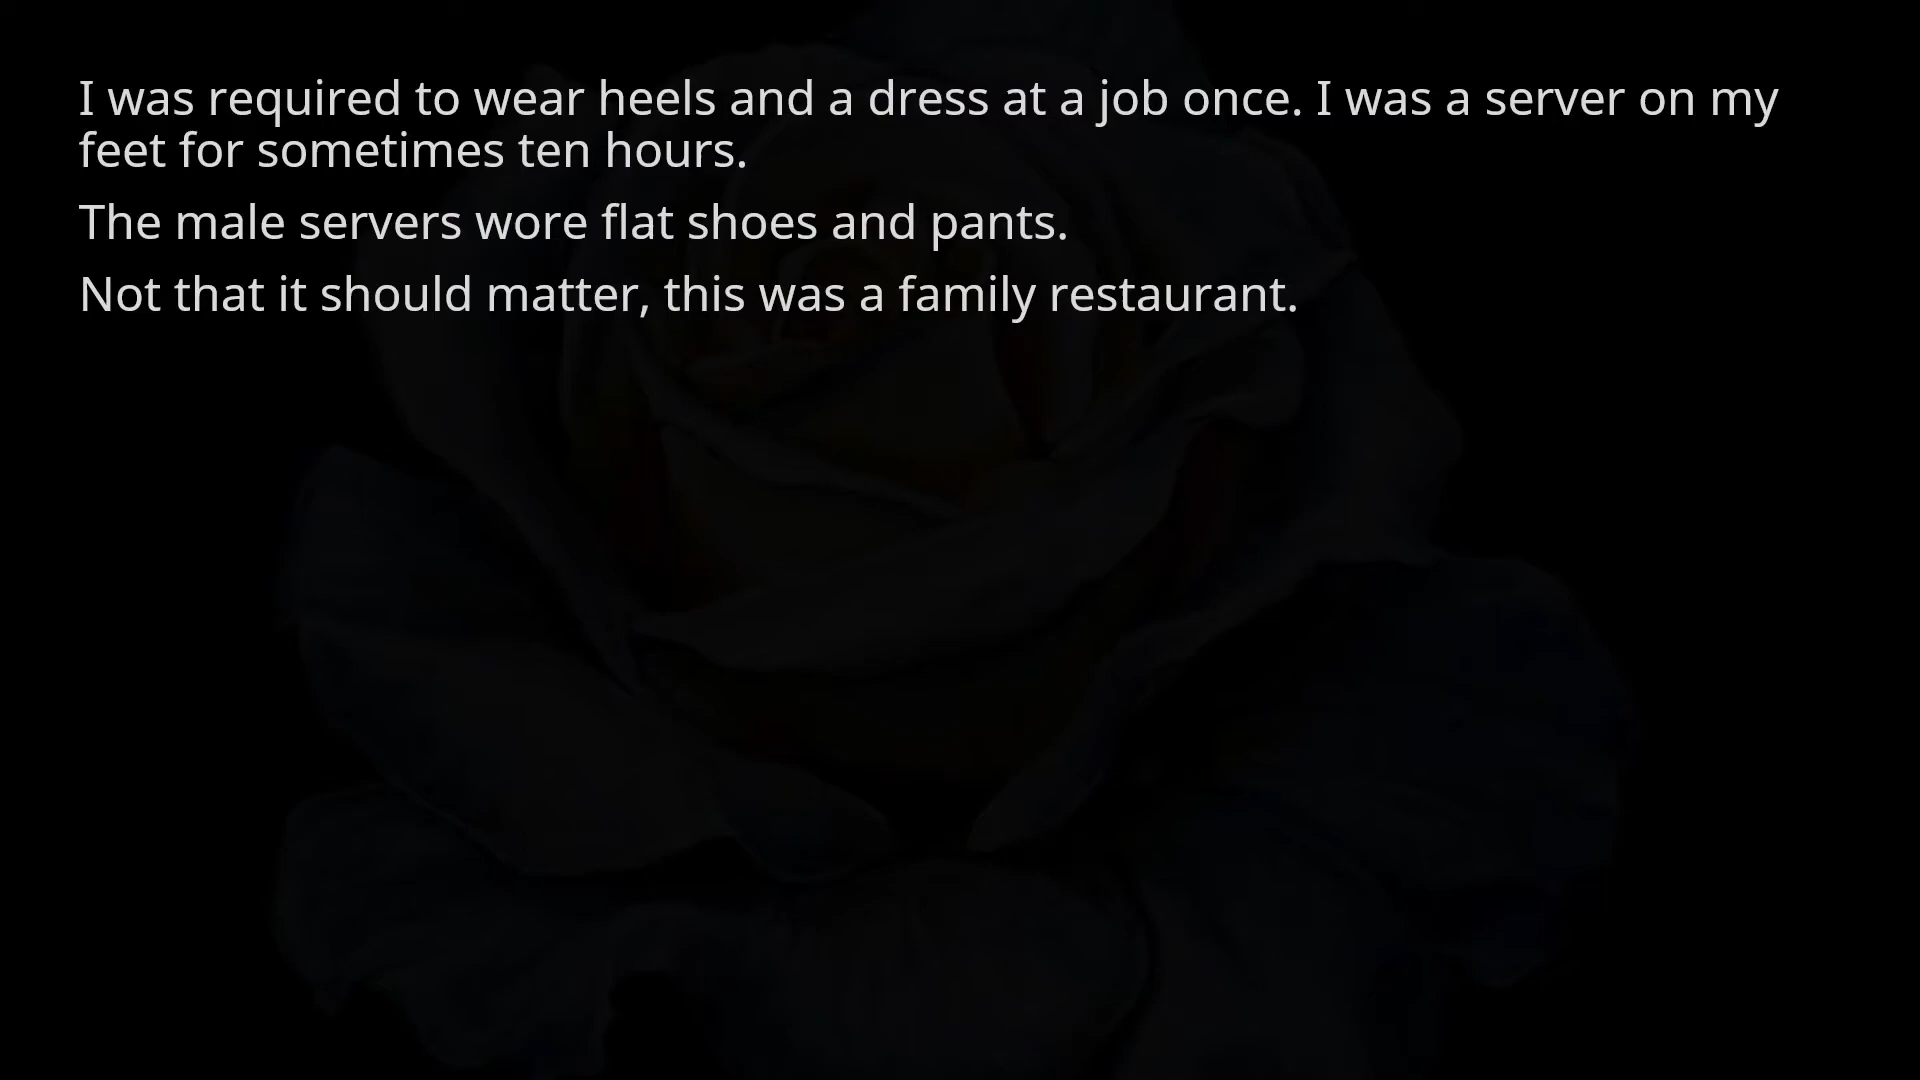 I was required to wear heels and a dress at a job once. I was a server on my
feet for sometimes ten hours.
The male servers wore flat shoes and pants.
Not that it should matter, this was a family restaurant.